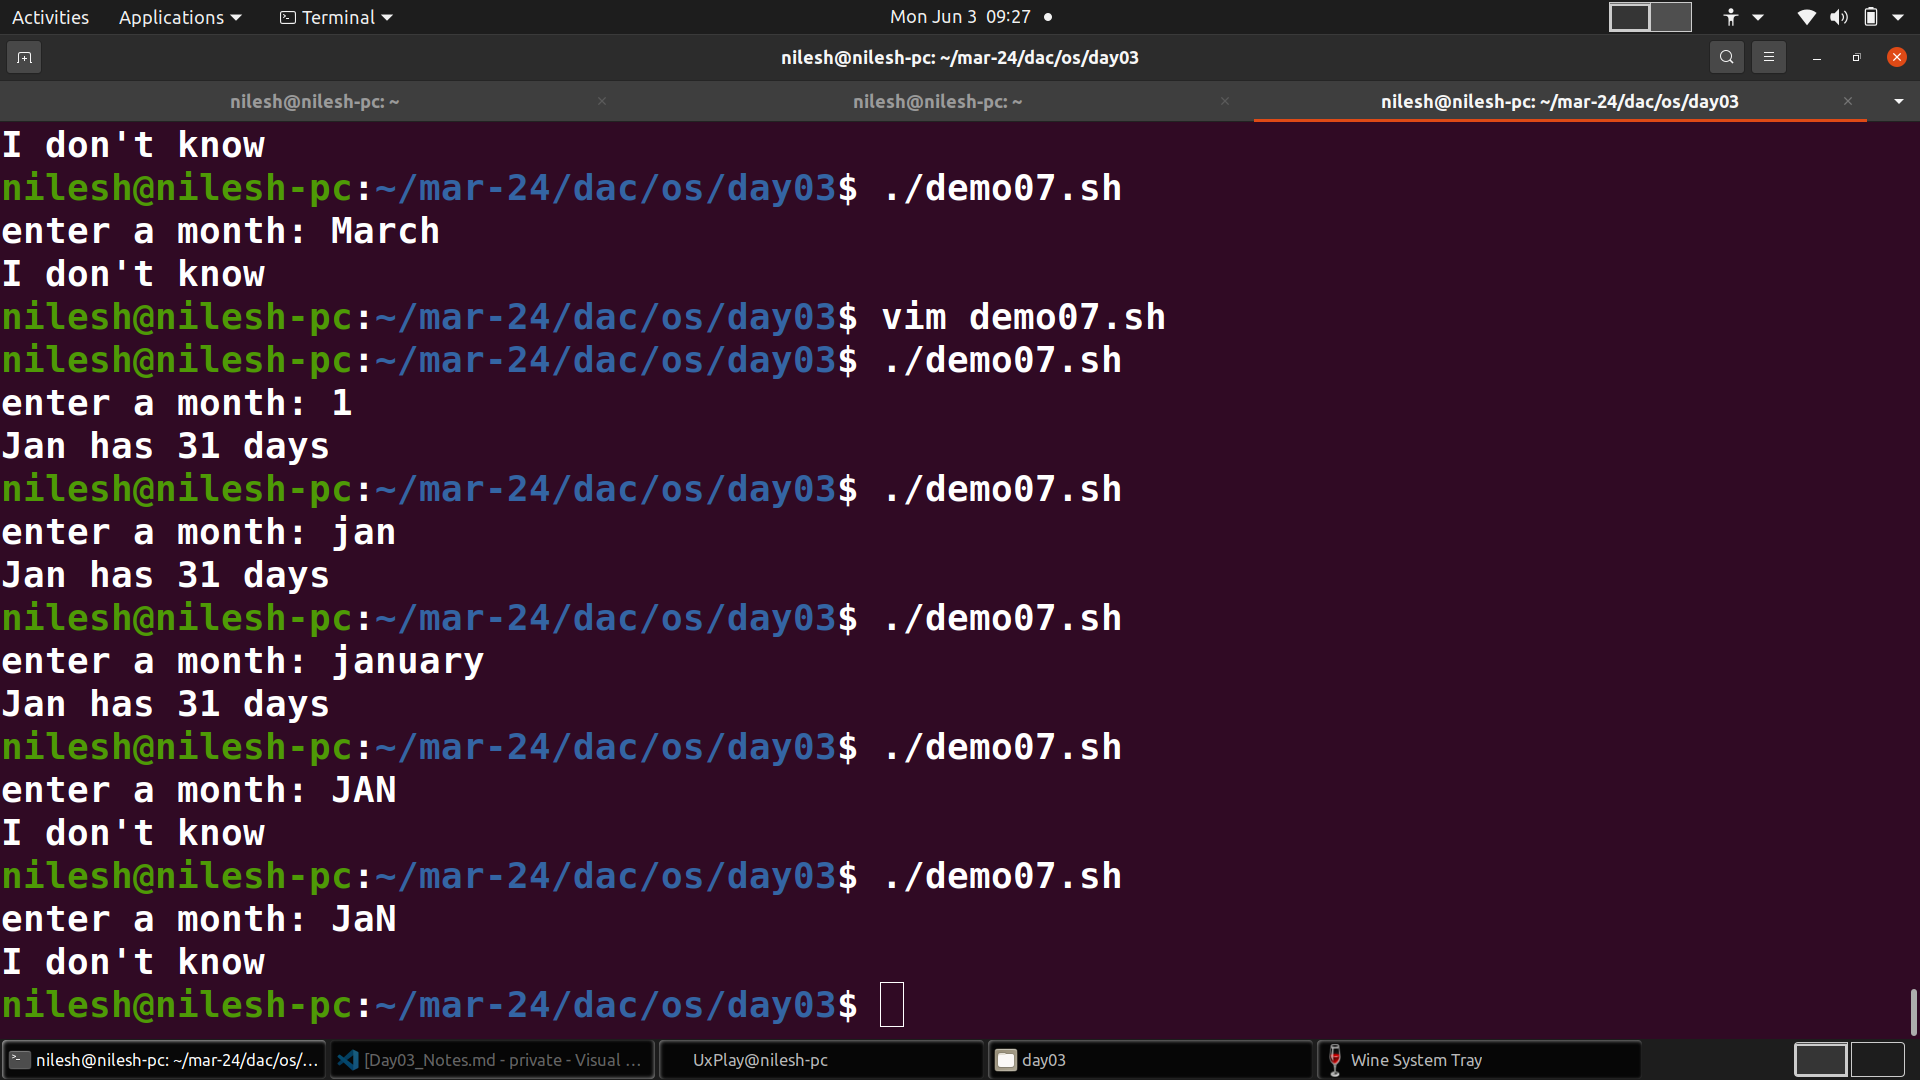 Activities Applications Terminal Mon Jun 3 09:27
nilesh@nilesh-pc: ~/mar-24/dac/os/day03
nilesh@nilesh-pc: ~ nilesh@nilesh-pc: ~ nilesh@nilesh-pc: ~/mar-24/dac/os/day03
I don't know
nilesh@nilesh-pc:~/mar-24/dac/os/day03$ ./demo07.sh
enter a month: March
I don't know
nilesh@nilesh-pc:~/mar-24/dac/os/day03$ vim demo07.sh
nilesh@nilesh-pc:~/mar-24/dac/os/day03$ ./demo07.sh
enter a month: 1
Jan has 31 days
nilesh@nilesh-pc:~/mar-24/dac/os/day03$ ./demo07.sh
enter a month: jan
Jan has 31 days
nilesh@nilesh-pc:~/mar-24/dac/os/day03$ ./demo07.sh
enter a month: january
Jan has 31 days
nilesh@nilesh-pc:~/mar-24/dac/os/day03$ ./demo07.sh
enter a month: JAN
I don't know
nilesh@nilesh-pc:~/mar-24/dac/os/day03$ ./demo07.sh
enter a month: JaN
I don't know
nilesh@nilesh-pc:~/mar-24/dac/os/day03$
nilesh@nilesh-pc: ~/mar-24/dac/os/... [Day03_Notes.md - private - Visual ... UxPlay@nilesh-pc day03 Wine System Tray